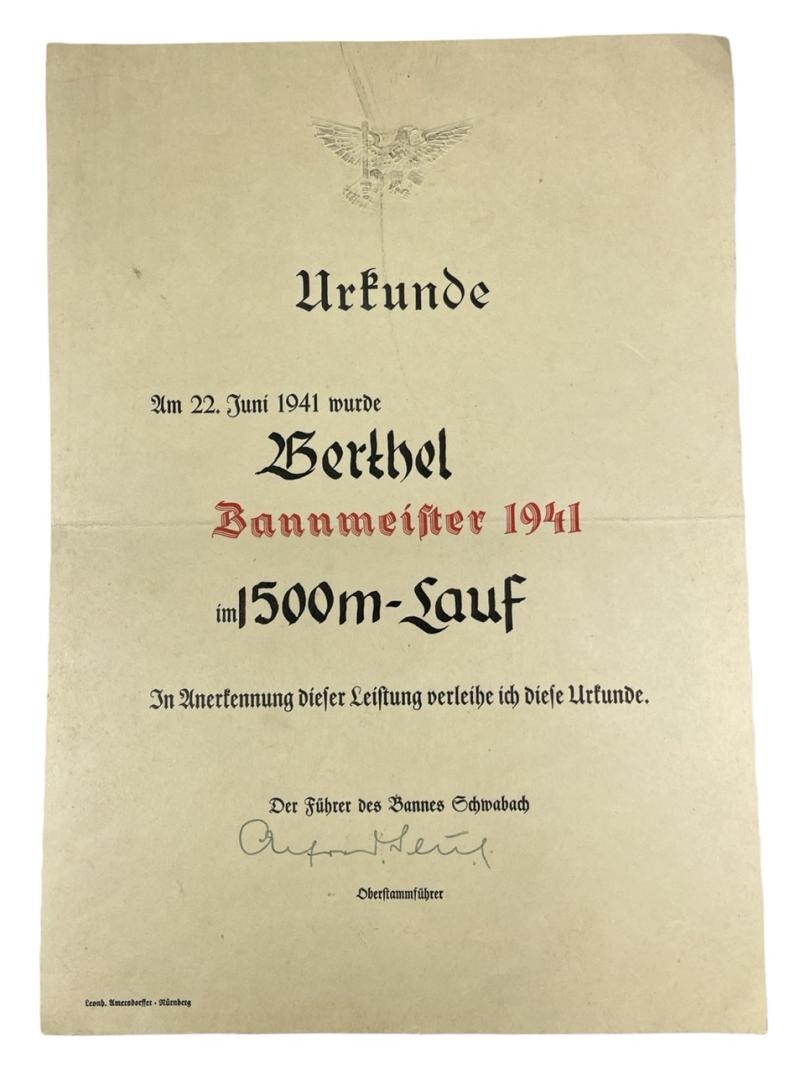 Urkunde
Am 22. Juni 1941 wurde
Berthel
Bannmeister 1941
im 1500m-Lauf
In Anerkennung dieser Leistung verleihe ich diese Urkunde.
Der Führer des Bannes Schwabach
Oberstammführer
Leonh. Amersdorffer · Nürnberg